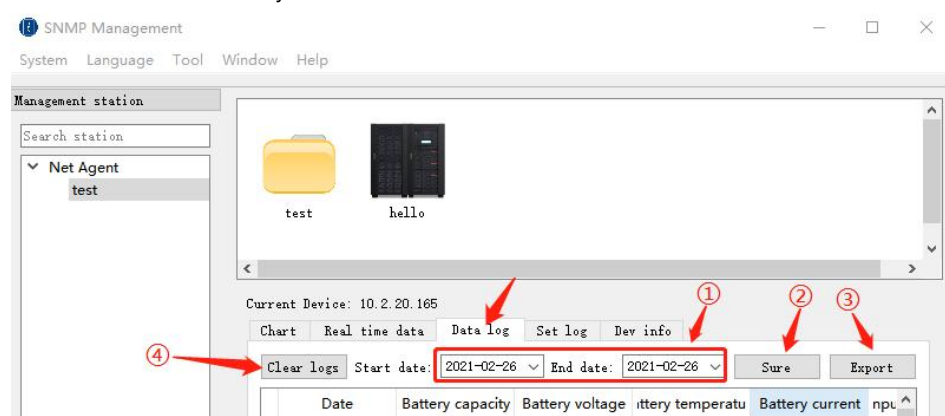 SNMP Management
System Language Tool Window Help
Management station
Search station
Net Agent
test
test hello
Current Device: 10.2.20.165
Chart Real time data Data log Set log Dev info
① ② ③
④
Clear logs Start date: 2021-02-26 End date: 2021-02-26 Sure Export
Date Battery capacity Battery voltage Battery current